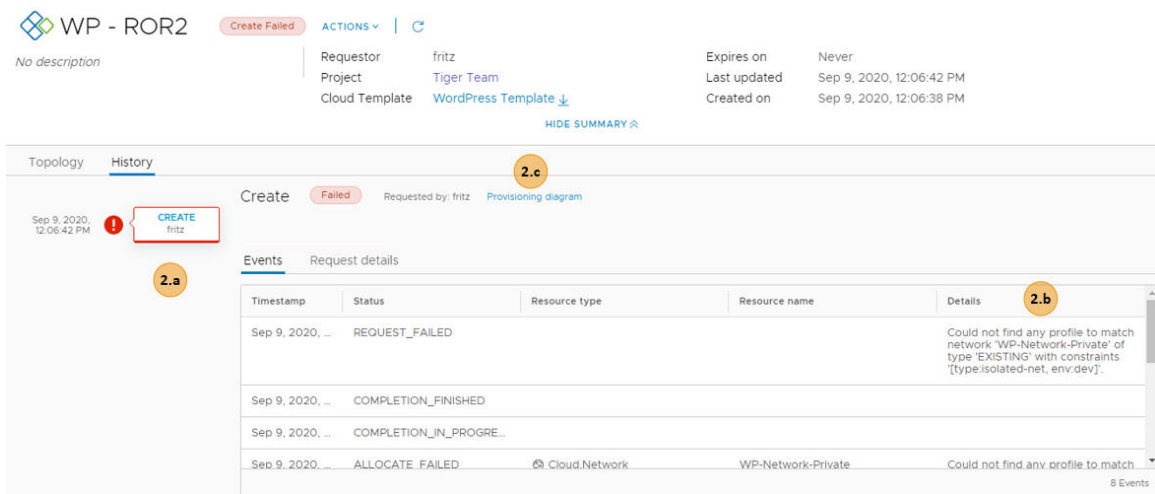 WP - ROR2 Create Failed ACTIONS
No description
Requestor fritz
Project Tiger Team
Cloud Template WordPress Template
Expires on Never
Last updated Sep 9, 2020, 12:06:42 PM
Created on Sep 9, 2020, 12:06:38 PM
HIDE SUMMARY
Topology History
2.c
Sep 9, 2020,
12:06:42 PM
CREATE
fritz
2.a
Create Failed Requested by: fritz Provisioning diagram
Events Request details
2.b
Timestamp Status Resource type Resource name Details
Sep 9, 2020, ... REQUEST_FAILED
Could not find any profile to match
network 'WP-Network-Private' of
type 'EXISTING' with constraints
'[type:isolated-net, env:dev]'.
Sep 9, 2020, ... COMPLETION_FINISHED
Sep 9, 2020, ... COMPLETION_IN_PROGRE...
Sep 9, 2020, ... ALLOCATE_FAILED Cloud.Network WP-Network-Private Could not find any profile to match
8 Events